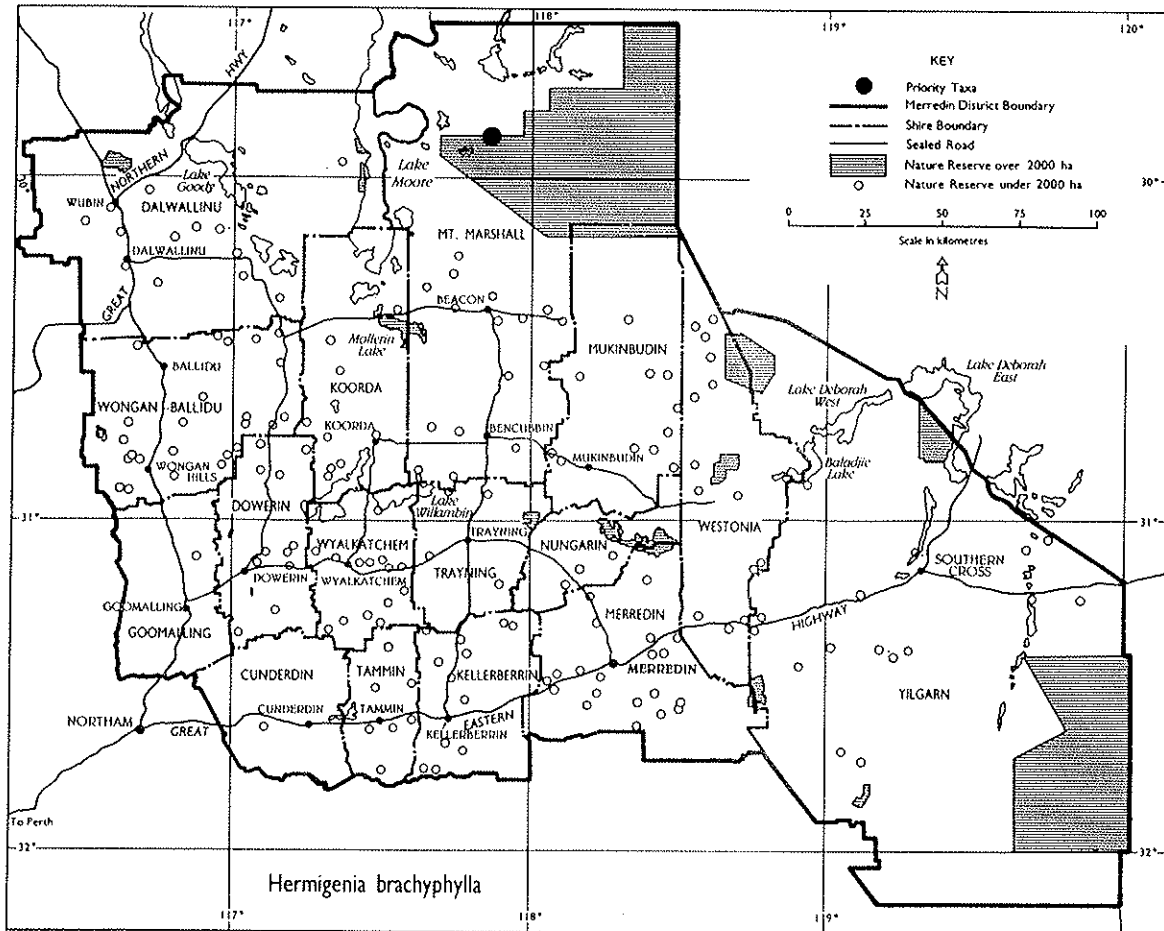 117°
118°
119°
120°
KEY
Priority Taxa
Merredin District Boundary
Shire Boundary
Sealed Road
Nature Reserve over 2000 ha
Nature Reserve under 2000 ha
0 25 50 75 100
Scale in kilometres
N
HWY
NORTHERN
Lake Goody
Lake Moore
30°
30°
WUBIN
DALWALLINU
DALWALLINU
MT. MARSHALL
GREAT
BEACON
Mollerin Lake
MUKINBUDIN
BALLIDU
KOORDA
Lake Deborah West
Lake Deborah East
WONGAN BALLIDU
KOORDA
BENCUBBIN
MUKINBUDIN
WONGAN HILLS
Baladjie Lake
DOWERIN
Lake Willambin
31°
31°
WYALKATCHEM
TRAYNING
NUNGARIN
WESTONIA
DOWERIN
WYALKATCHEM
TRAYNING
SOUTHERN CROSS
GOOMALLING
GOOMALLING
MERREDIN
HIGHWAY
CUNDERDIN
TAMMIN
KELLERBERRIN
MERREDIN
YILGARN
NORTHAM
GREAT
CUNDERDIN
TAMMIN
EASTERN
KELLERBERRIN
To Perth
32°
32°
Hermigenia brachyphylla
117°
118°
119°